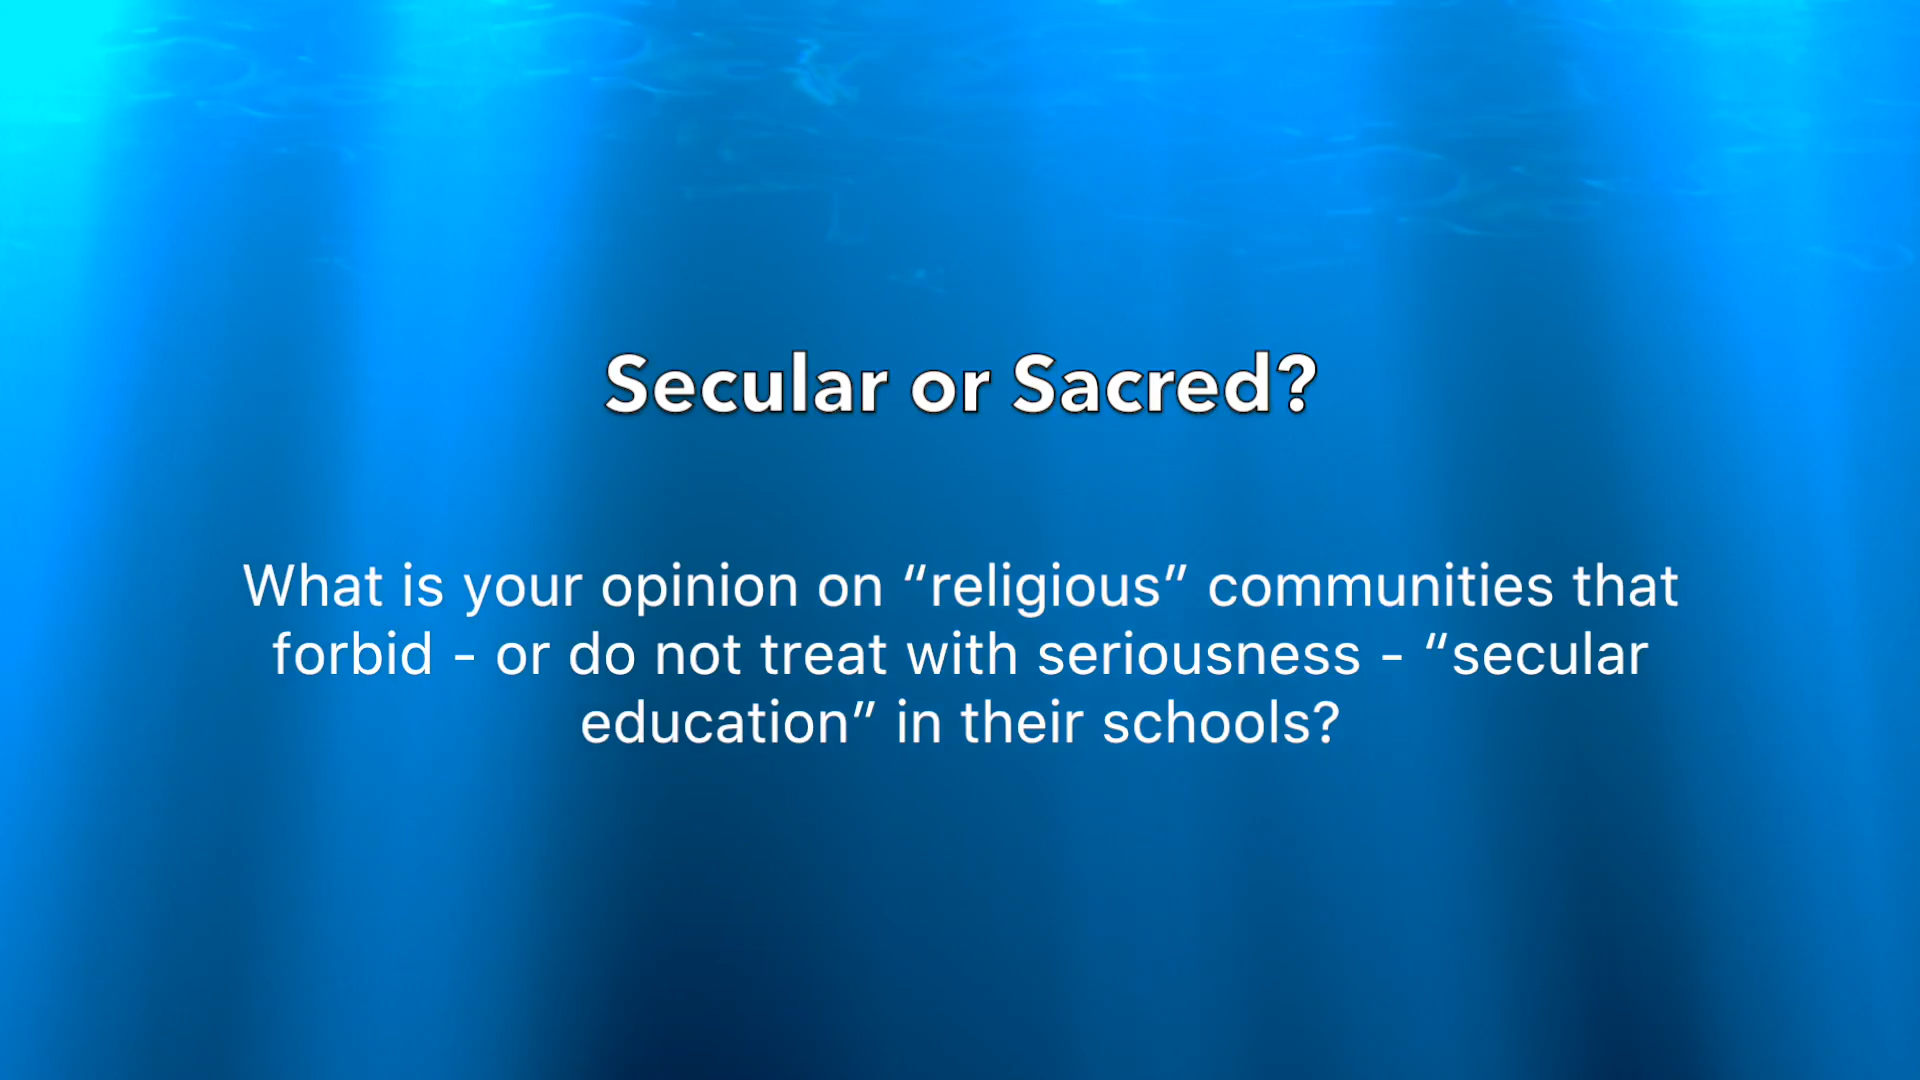 Secular or Sacred?
What is your opinion on “religious” communities that
forbid - or do not treat with seriousness - “secular
education” in their schools?